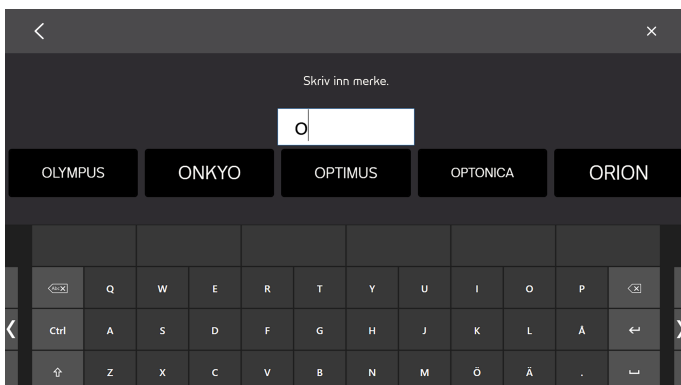 Skriv inn merke.
O
OLYMPUS ONKYO OPTIMUS OPTONICA ORION
Q W E R T Y U I O P
Ctrl A S D F G H J K L Å
Z X C V B N M Ö Ä .